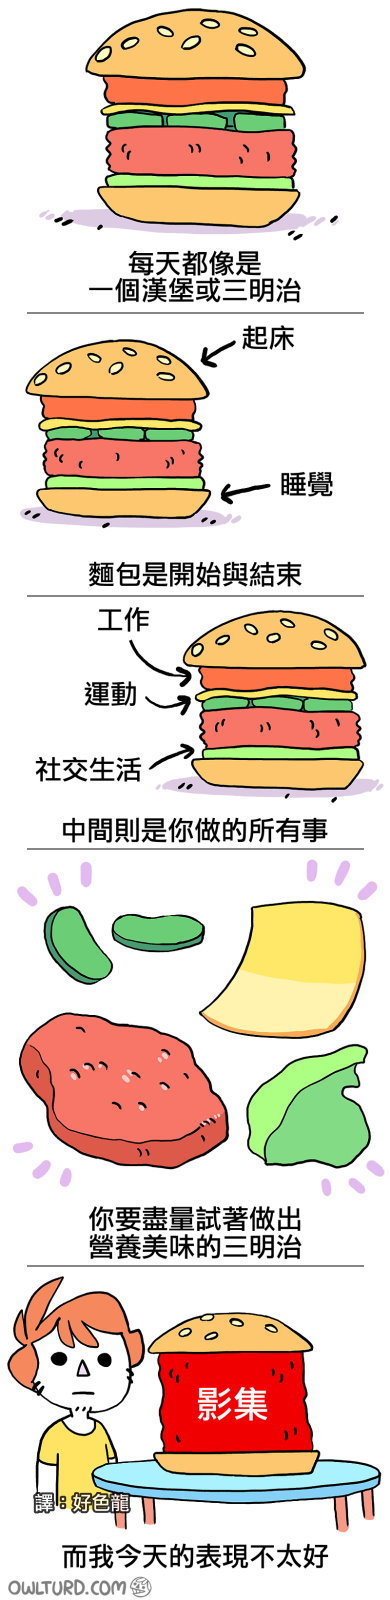 每天都像是
一個漢堡或三明治
起床
睡覺
麵包是開始與結束
工作
運動
社交生活
中間則是你做的所有事
你要盡量試著做出
營養美味的三明治
影集
譯：好色龍
而我今天的表現不太好
OWLTURD.COM